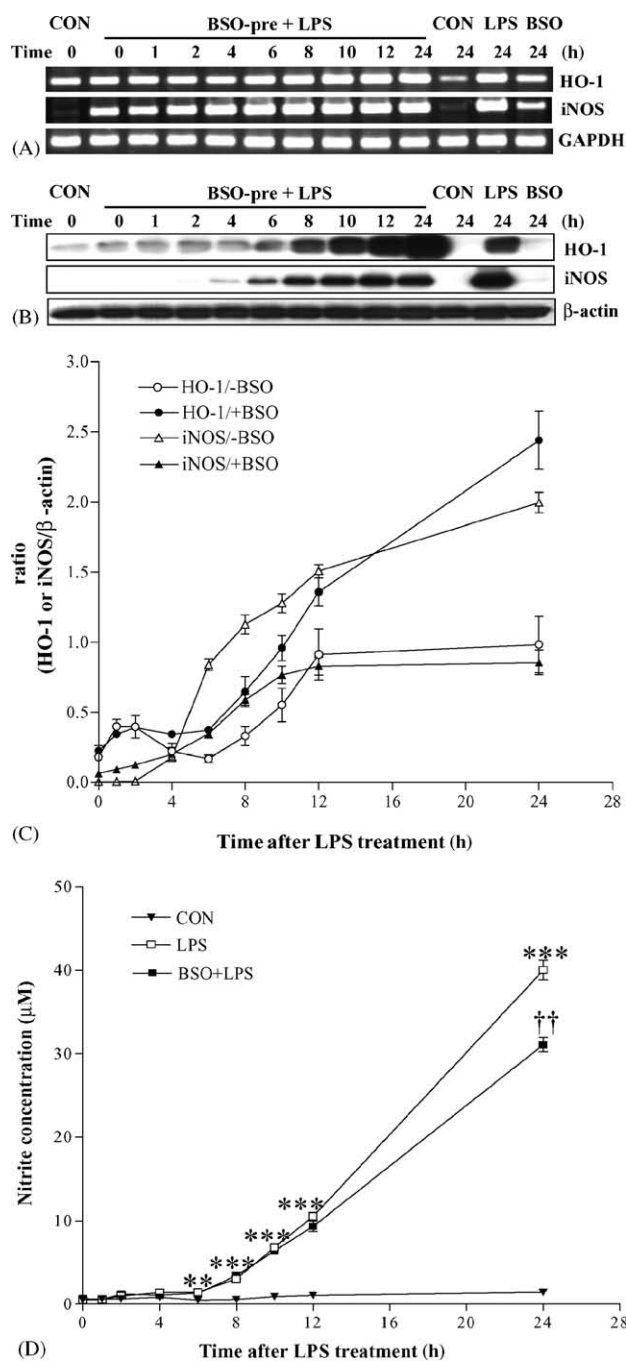 CON BSO-pre + LPS CON LPS BSO
Time 0 0 1 2 4 6 8 10 12 24 24 24 24 (h)
HO-1
iNOS
(A) GAPDH
CON BSO-pre + LPS CON LPS BSO
Time 0 0 1 2 4 6 8 10 12 24 24 24 24 (h)
HO-1
iNOS
(B) β-actin
3.0
HO-1/-BSO
HO-1/+BSO
iNOS/-BSO
iNOS/+BSO
2.5
2.0
1.5
1.0
0.5
0.0
ratio
(HO-1 or iNOS/β -actin)
0 4 8 12 16 20 24 28
(C) Time after LPS treatment (h)
50
CON
LPS
BSO+LPS
40
30
20
10
0
Nitrite concentration (μM)
***
††
***
***
***
**
0 4 8 12 16 20 24 28
(D) Time after LPS treatment (h)